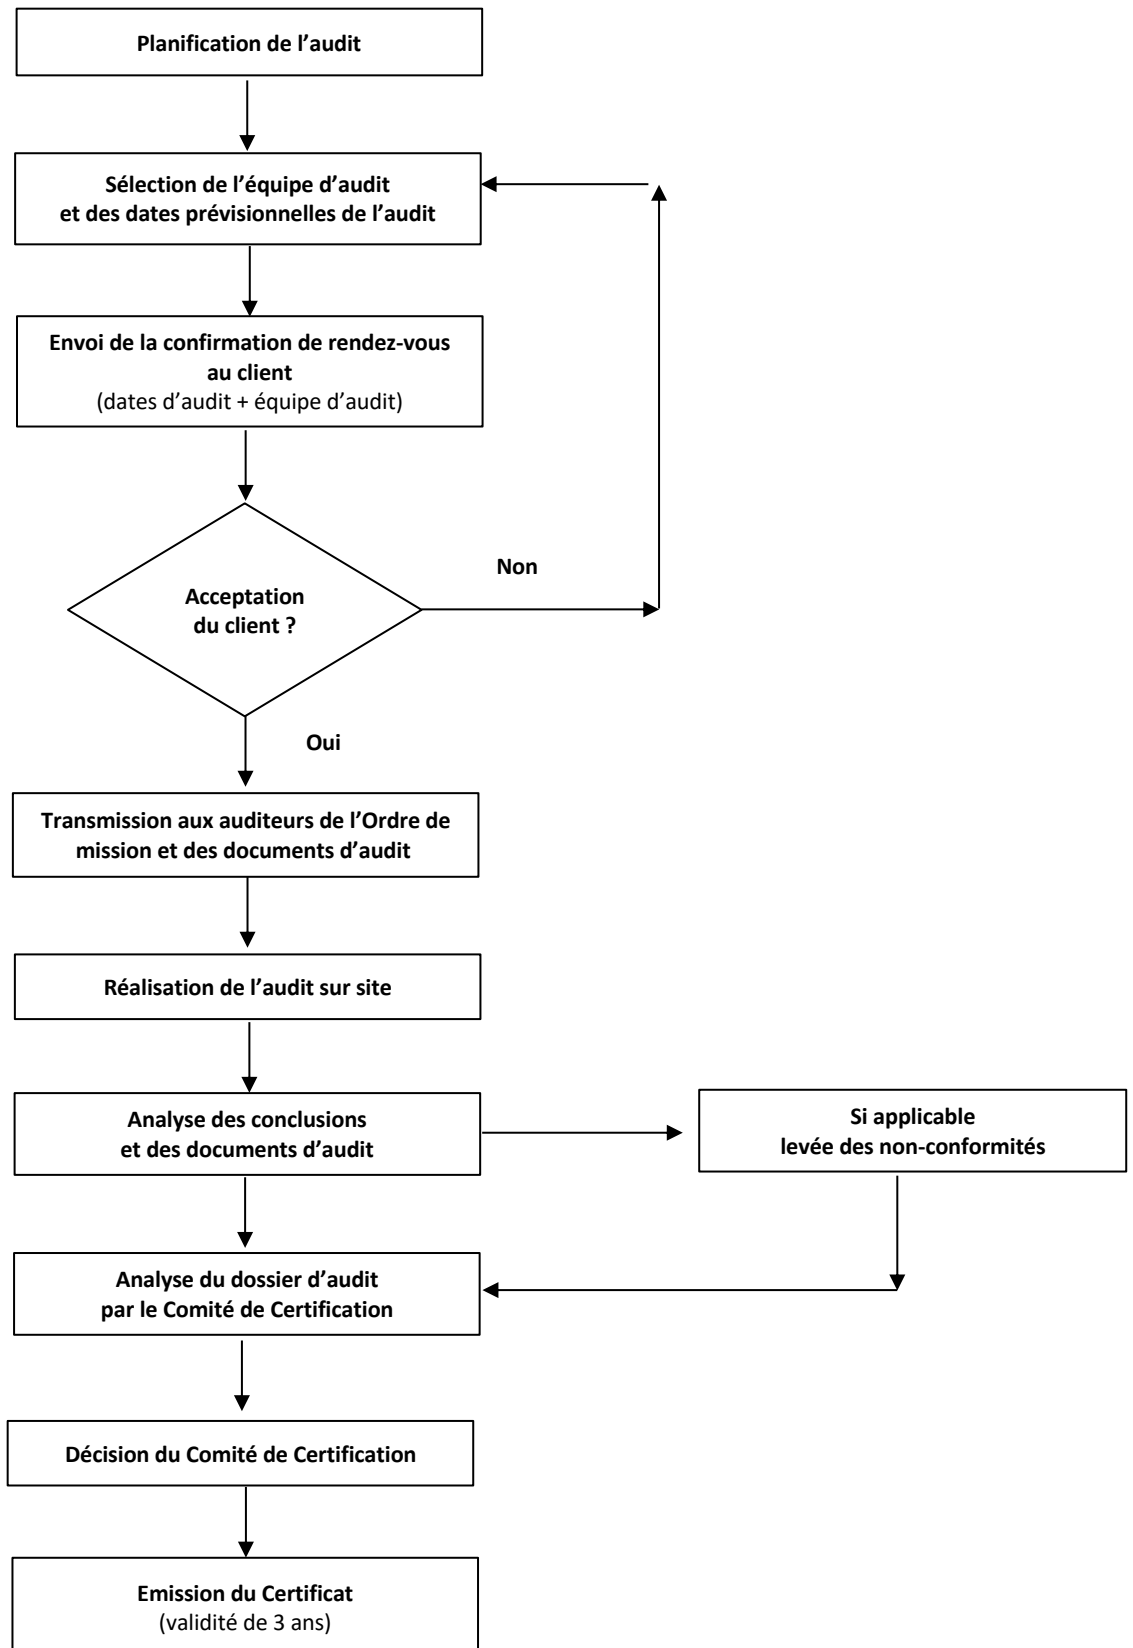 Planification de l’audit
Sélection de l’équipe d’audit
et des dates prévisionnelles de l’audit
Envoi de la confirmation de rendez-vous
au client
(dates d’audit + équipe d’audit)
Non
Acceptation
du client ?
Oui
Transmission aux auditeurs de l’Ordre de
mission et des documents d’audit
Réalisation de l’audit sur site
Analyse des conclusions
et des documents d’audit
Si applicable
levée des non-conformités
Analyse du dossier d’audit
par le Comité de Certification
Décision du Comité de Certification
Emission du Certificat
(validité de 3 ans)